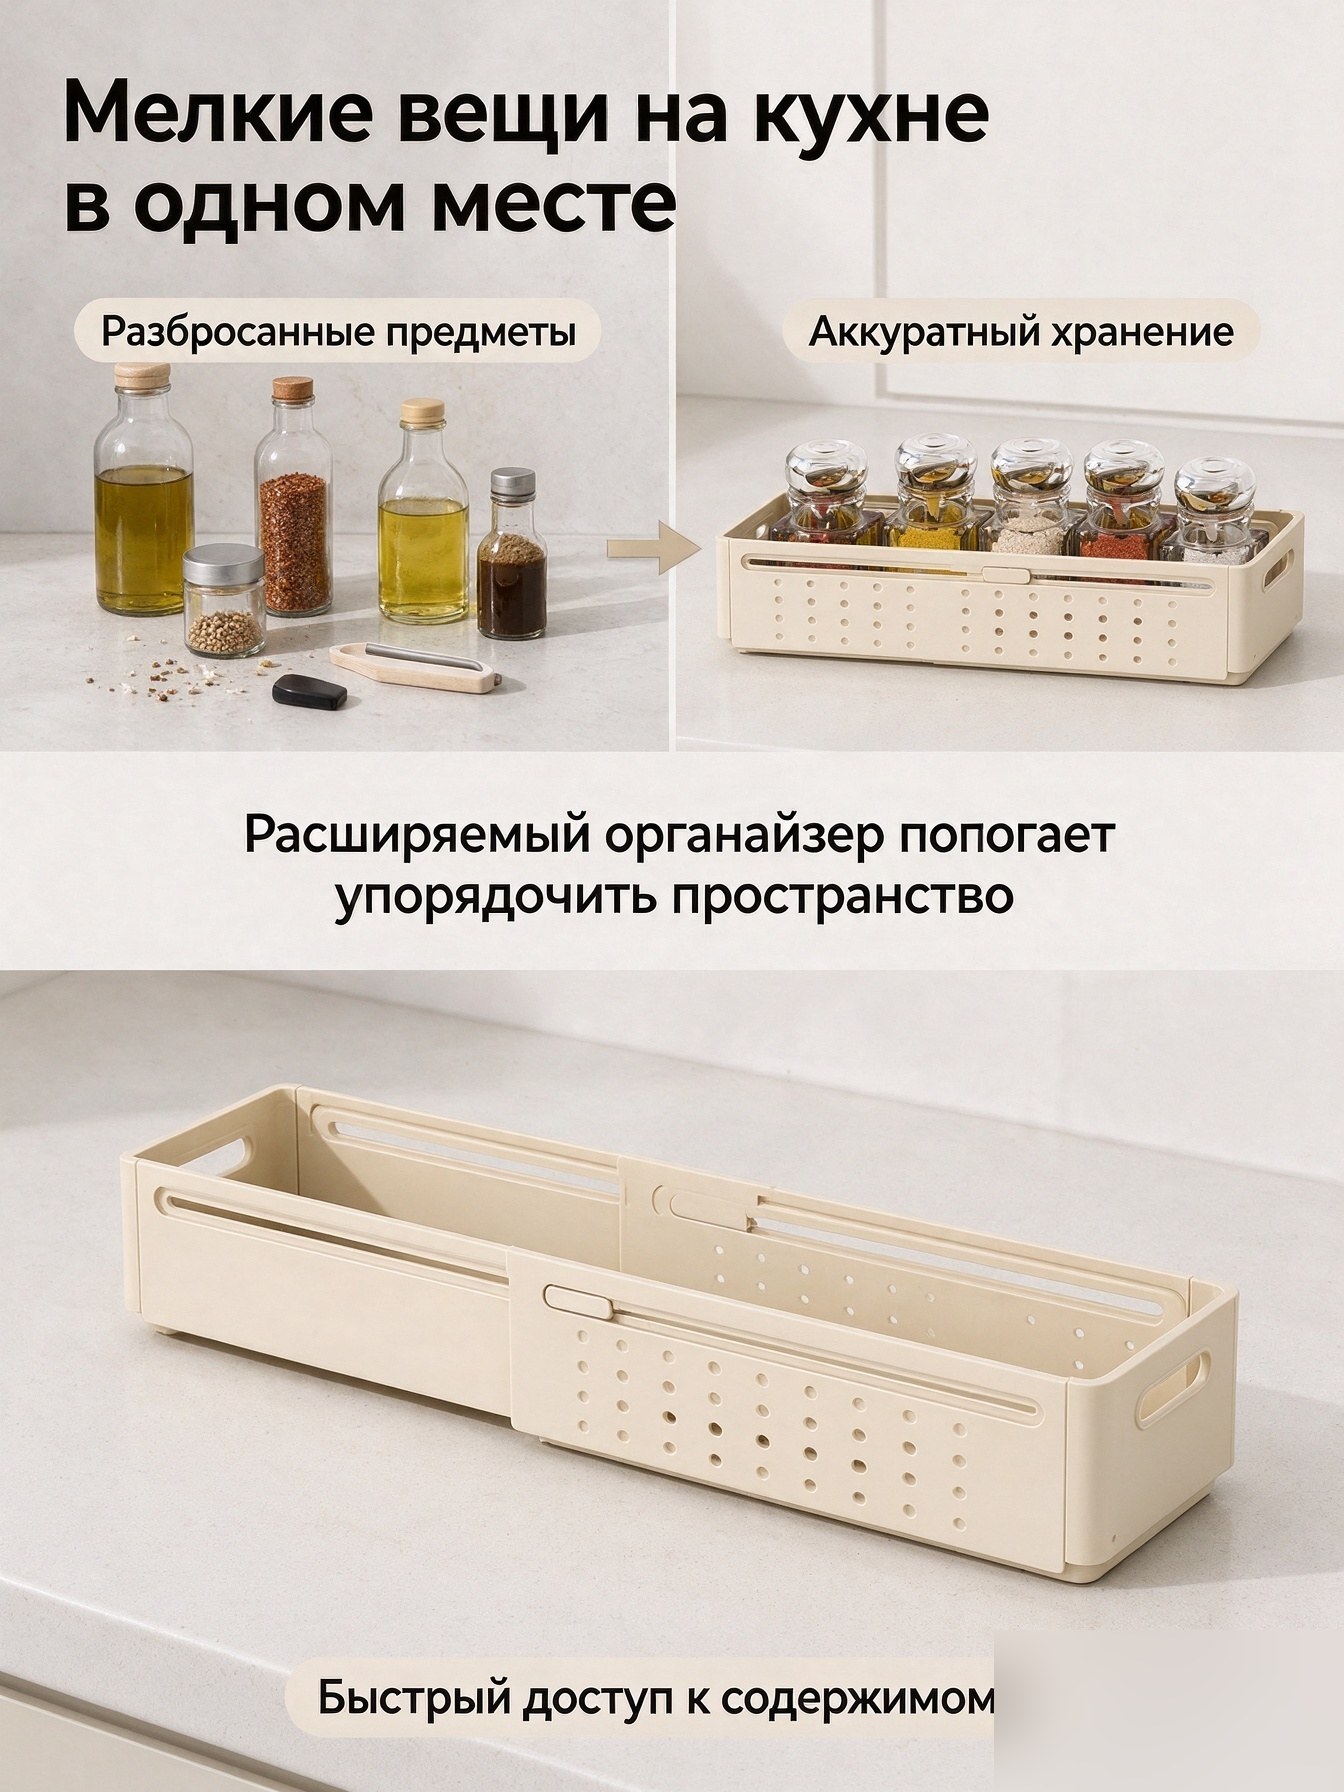 Мелкие вещи на кухне
в одном месте
Разбросанные предметы
Аккуратный хранение
Расширяемый органайзер попогает
упорядочить пространство
Быстрый доступ к содержимом